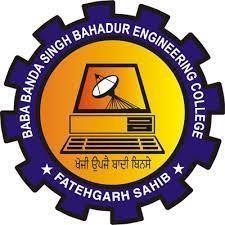 BABA BANDA SINGH BAHADUR ENGINEERING COLLEGE
ਖੋਜੀ ਉਪਜੈ ਬਾਦੀ ਬਿਨਸੇ
★ FATEHGARH SAHIB ★